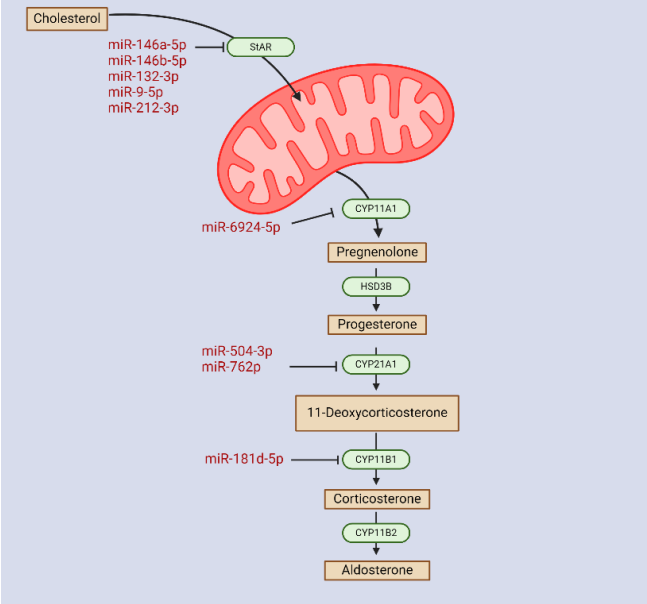 Cholesterol
miR-146a-5p
StAR
miR-146b-5p
miR-132-3p
miR-9-5p
miR-212-3p
CYP11A1
miR-6924-5p
Pregnenolone
HSD3B
Progesterone
miR-504-3p
miR-762p
CYP21A1
11-Deoxycorticosterone
miR-181d-5p
CYP11B1
Corticosterone
CYP11B2
Aldosterone